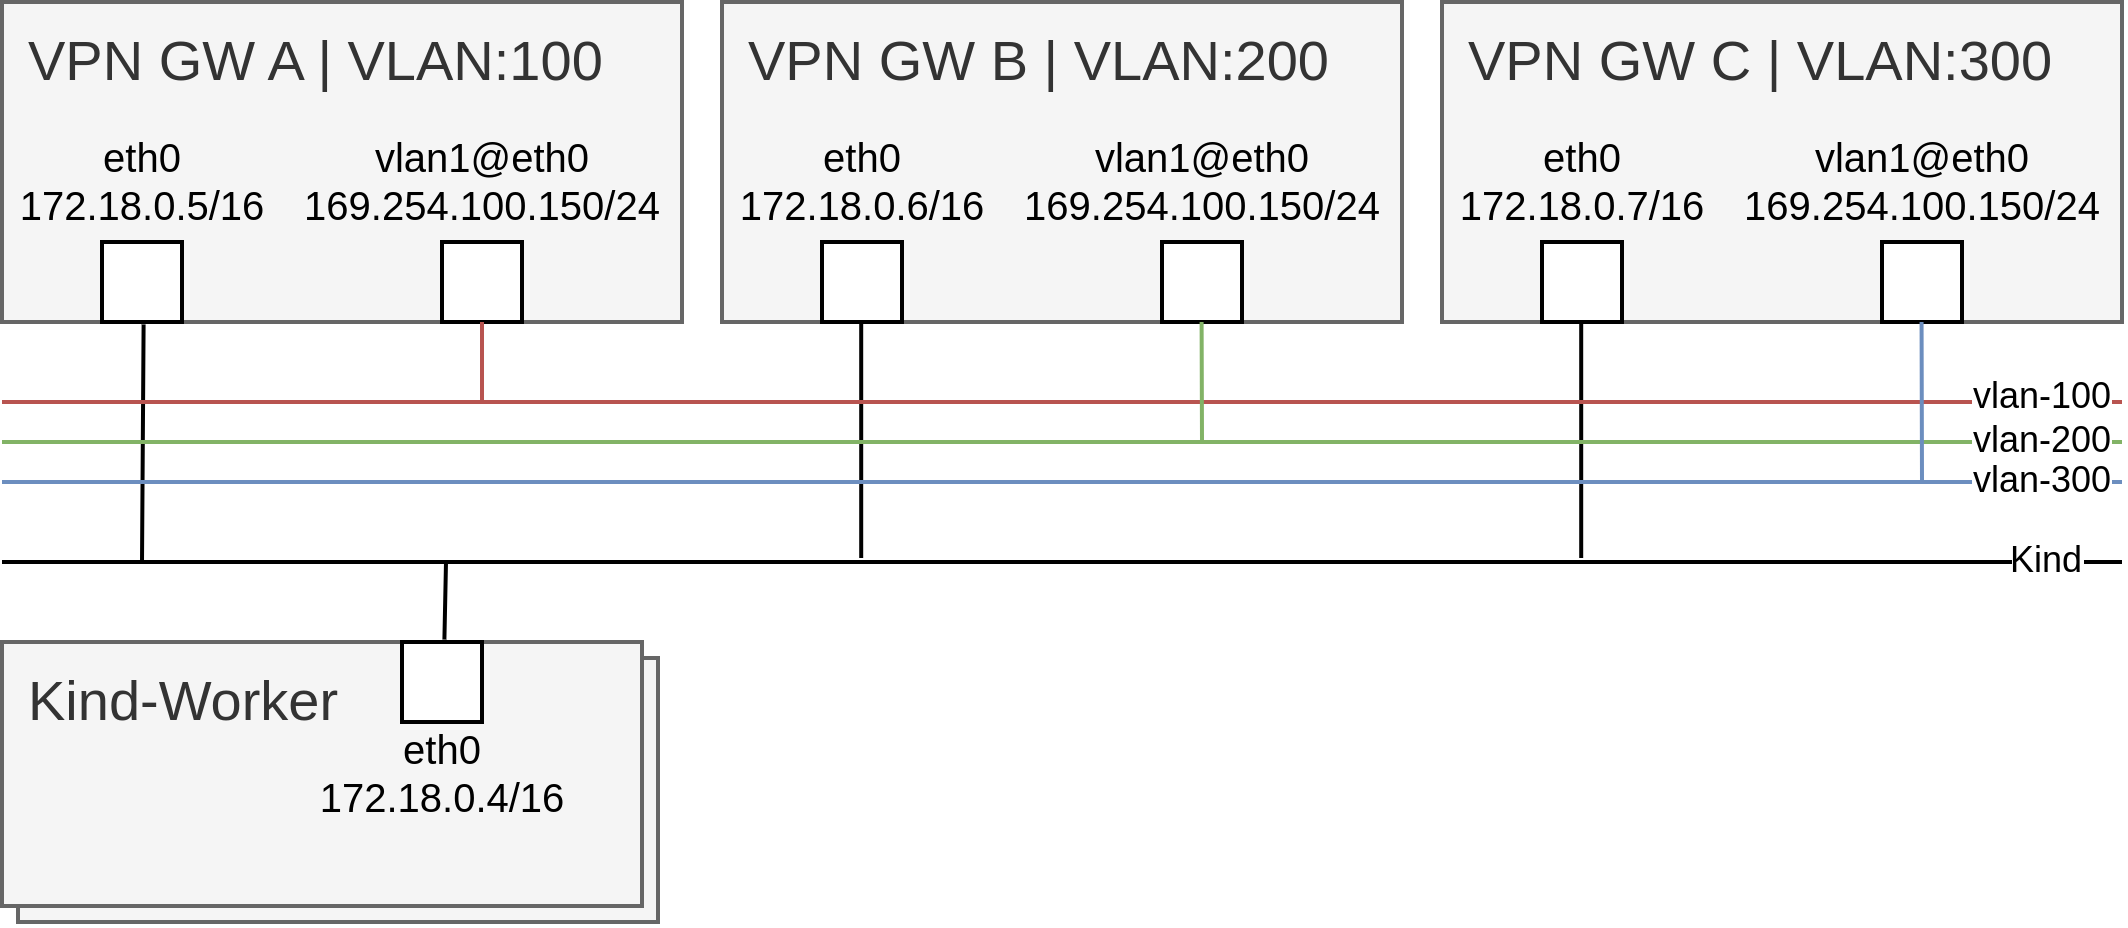 VPN GW A | VLAN:100
eth0
172.18.0.5/16
vlan1@eth0
169.254.100.150/24
VPN GW B | VLAN:200
eth0
172.18.0.6/16
vlan1@eth0
169.254.100.150/24
VPN GW C | VLAN:300
eth0
172.18.0.7/16
vlan1@eth0
169.254.100.150/24
vlan-100
vlan-200
vlan-300
Kind
Kind-Worker
eth0
172.18.0.4/16